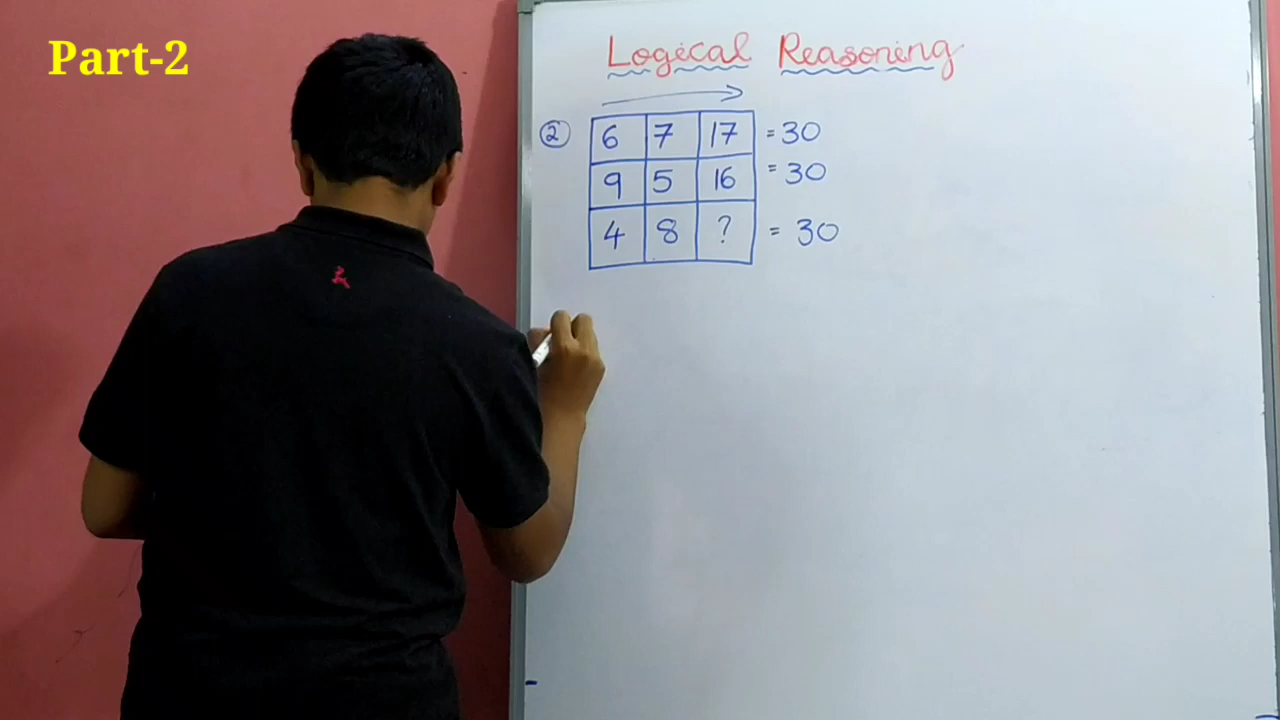 Part-2
Logical Reasoning
② 6 7 17 = 30
9 5 16 = 30
4 8 ? = 30